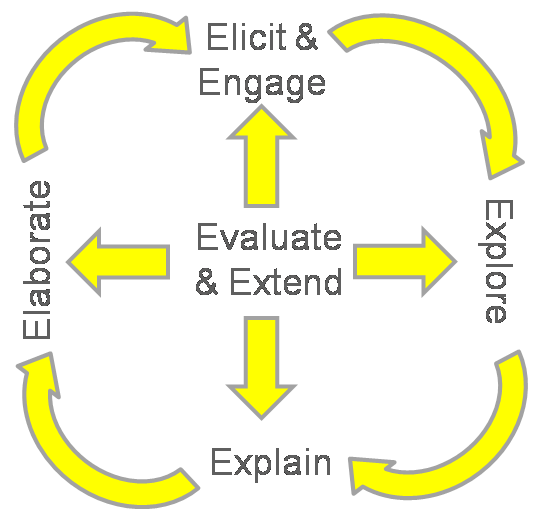 Elicit &
Engage
Explore
Evaluate
& Extend
Elaborate
Explain